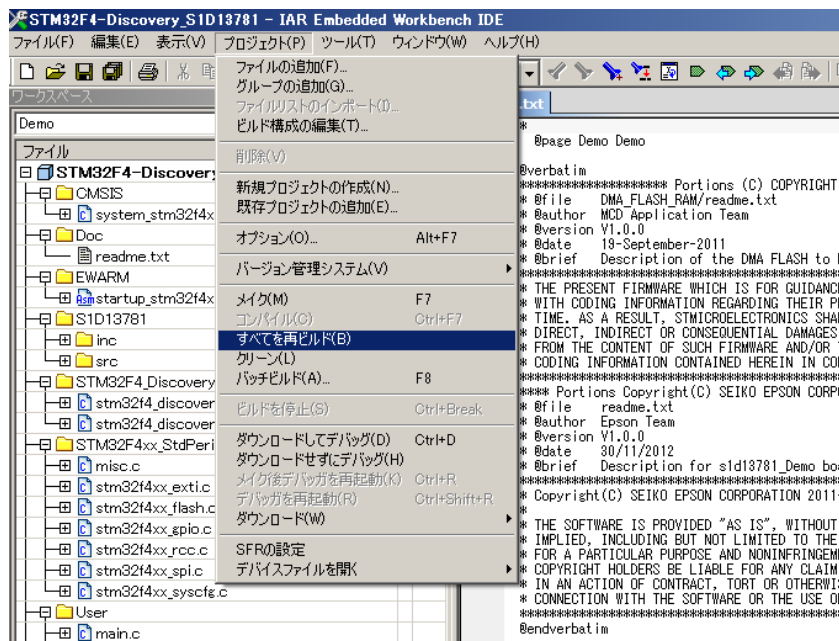 STM32F4-Discovery_S1D13781 - IAR Embedded Workbench IDE
ファイル(F) 編集(E) 表示(V) プロジェクト(P) ツール(T) ウィンドウ(W) ヘルプ(H)
ワークスペース
Demo
ファイル
STM32F4-Discovery
CMSIS
system_stm32f4x
Doc
readme.txt
EWARM
startup_stm32f4x
S1D13781
inc
src
STM32F4_Discovery
stm32f4_discover
stm32f4_discover
STM32F4xx_StdPeri
misc.c
stm32f4xx_exti.c
stm32f4xx_flash.c
stm32f4xx_gpio.c
stm32f4xx_rcc.c
stm32f4xx_spi.c
stm32f4xx_syscfg.c
User
main.c
ファイルの追加(F)...
グループの追加(G)...
ファイルリストのインポート(I)...
ビルド構成の編集(T)...
削除(V)
新規プロジェクトの作成(N)...
既存プロジェクトの追加(E)...
オプション(O)... Alt+F7
バージョン管理システム(V)
メイク(M) F7
コンパイル(C) Ctrl+F7
すべてを再ビルド(B)
クリーン(L)
バッチビルド(A)... F8
ビルドを停止(S) Ctrl+Break
ダウンロードしてデバッグ(D) Ctrl+D
ダウンロードせずにデバッグ(H)
メイク後デバッガを再起動(K) Ctrl+R
デバッガを再起動(R) Ctrl+Shift+R
ダウンロード(W)
SFRの設定
デバイスファイルを開く
.txt
*
@page Demo Demo
@verbatim
******************** Portions (C) COPYRIGHT
* @file DMA_FLASH_RAM/readme.txt
* @author MCD Application Team
* @version V1.0.0
* @date 19-September-2011
* @brief Description of the DMA FLASH to
* THE PRESENT FIRMWARE WHICH IS FOR GUIDANC
* WITH CODING INFORMATION REGARDING THEIR P
* TIME. AS A RESULT, STMICROELECTRONICS SHA
* DIRECT, INDIRECT OR CONSEQUENTIAL DAMAGES
* FROM THE CONTENT OF SUCH FIRMWARE AND/OR
* CODING INFORMATION CONTAINED HEREIN IN CO
**** Portions Copyright(C) SEIKO EPSON CORP
* @file readme.txt
* @author Epson Team
* @version V1.0.0
* @date 30/11/2012
* @brief Description for s1d13781_Demo boa
* Copyright(C) SEIKO EPSON CORPORATION 2011
*
* THE SOFTWARE IS PROVIDED "AS IS", WITHOUT
* IMPLIED, INCLUDING BUT NOT LIMITED TO THE
* FOR A PARTICULAR PURPOSE AND NONINFRINGEM
* COPYRIGHT HOLDERS BE LIABLE FOR ANY CLAIM
* IN AN ACTION OF CONTRACT, TORT OR OTHERWI
* CONNECTION WITH THE SOFTWARE OR THE USE O
@endverbatim